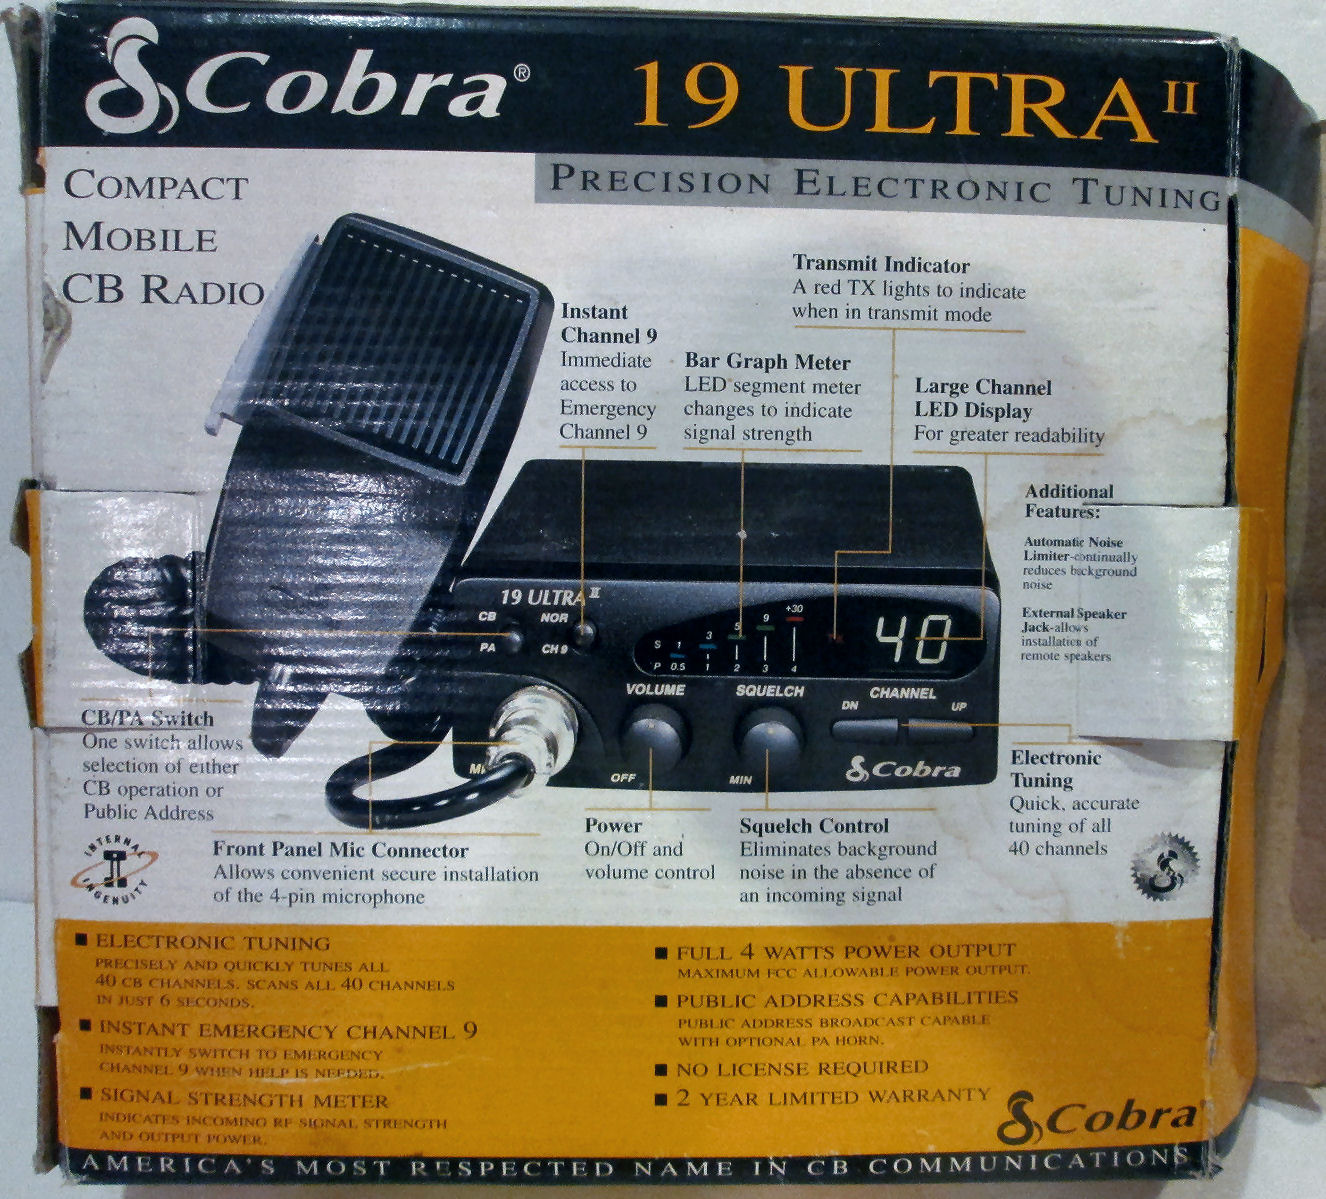 Cobra®
19 ULTRA II
PRECISION ELECTRONIC TUNING
COMPACT
MOBILE
CB RADIO
Transmit Indicator
A red TX lights to indicate
when in transmit mode
Instant
Channel 9
Immediate
access to
Emergency
Channel 9
Bar Graph Meter
LED segment meter
changes to indicate
signal strength
Large Channel
LED Display
For greater readability
Additional
Features:
Automatic Noise
Limiter-continually
reduces background
noise
External Speaker
Jack-allows
installation of
remote speakers
19 ULTRA II
CB
NOR
PA
CH 9
S 1 3 5 9 +30
P 0.5 1 2 3 4
40
VOLUME
SQUELCH
CHANNEL
DN
UP
OFF
MIN
Cobra
CB/PA Switch
One switch allows
selection of either
CB operation or
Public Address
Electronic
Tuning
Quick, accurate
tuning of all
40 channels
INTERNAL
INGENUITY
Front Panel Mic Connector
Allows convenient secure installation
of the 4-pin microphone
Power
On/Off and
volume control
Squelch Control
Eliminates background
noise in the absence of
an incoming signal
■ ELECTRONIC TUNING
PRECISELY AND QUICKLY TUNES ALL
40 CB CHANNELS. SCANS ALL 40 CHANNELS
IN JUST 6 SECONDS.
■ INSTANT EMERGENCY CHANNEL 9
INSTANTLY SWITCH TO EMERGENCY
CHANNEL 9 WHEN HELP IS NEEDED.
■ SIGNAL STRENGTH METER
INDICATES INCOMING RF SIGNAL STRENGTH
AND OUTPUT POWER.
■ FULL 4 WATTS POWER OUTPUT
MAXIMUM FCC ALLOWABLE POWER OUTPUT.
■ PUBLIC ADDRESS CAPABILITIES
PUBLIC ADDRESS BROADCAST CAPABLE
WITH OPTIONAL PA HORN.
■ NO LICENSE REQUIRED
■ 2 YEAR LIMITED WARRANTY
Cobra
AMERICA'S MOST RESPECTED NAME IN CB COMMUNICATIONS